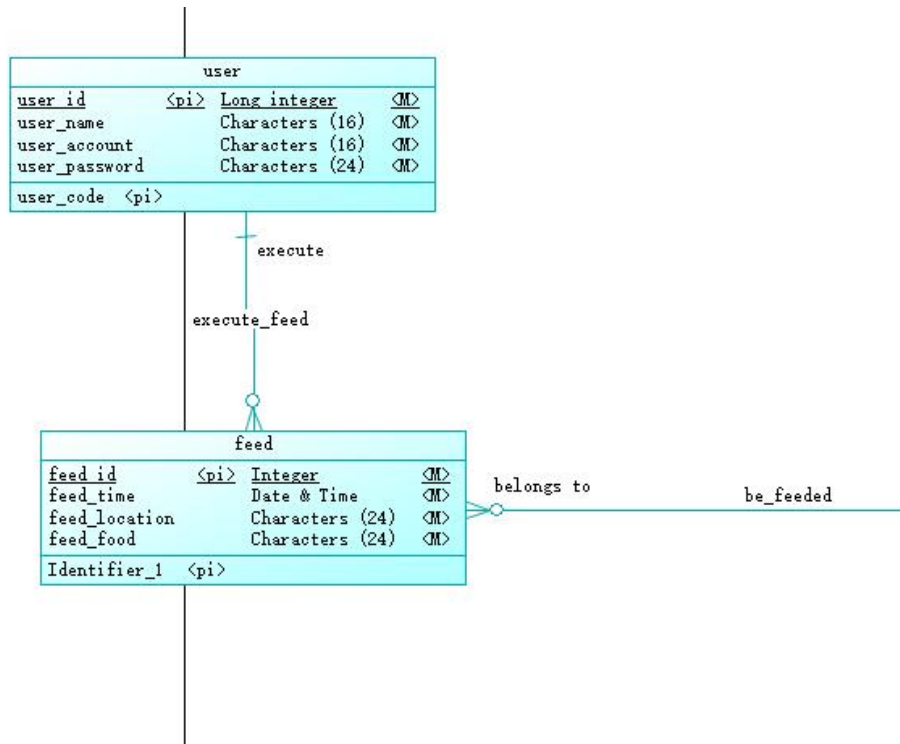 user
user_id <pi> Long integer <M>
user_name Characters (16) <M>
user_account Characters (16) <M>
user_password Characters (24) <M>
user_code <pi>
execute
execute_feed
feed
feed_id <pi> Integer <M>
feed_time Date & Time <M>
feed_location Characters (24) <M>
feed_food Characters (24) <M>
Identifier_1 <pi>
belongs to
be_feeded